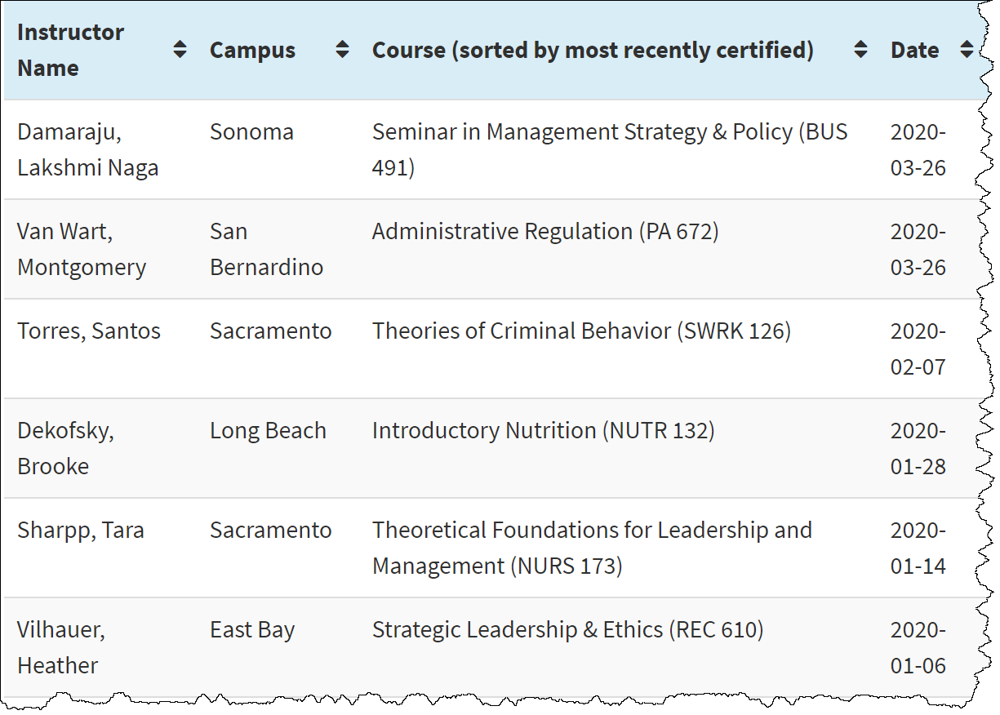 Instructor Name
Campus
Course (sorted by most recently certified)
Date
Damaraju,
Lakshmi Naga
Sonoma
Seminar in Management Strategy & Policy (BUS
491)
2020-
03-26
Van Wart,
Montgomery
San
Bernardino
Administrative Regulation (PA 672)
2020-
03-26
Torres, Santos
Sacramento
Theories of Criminal Behavior (SWRK 126)
2020-
02-07
Dekofsky,
Brooke
Long Beach
Introductory Nutrition (NUTR 132)
2020-
01-28
Sharpp, Tara
Sacramento
Theoretical Foundations for Leadership and
Management (NURS 173)
2020-
01-14
Vilhauer,
Heather
East Bay
Strategic Leadership & Ethics (REC 610)
2020-
01-06